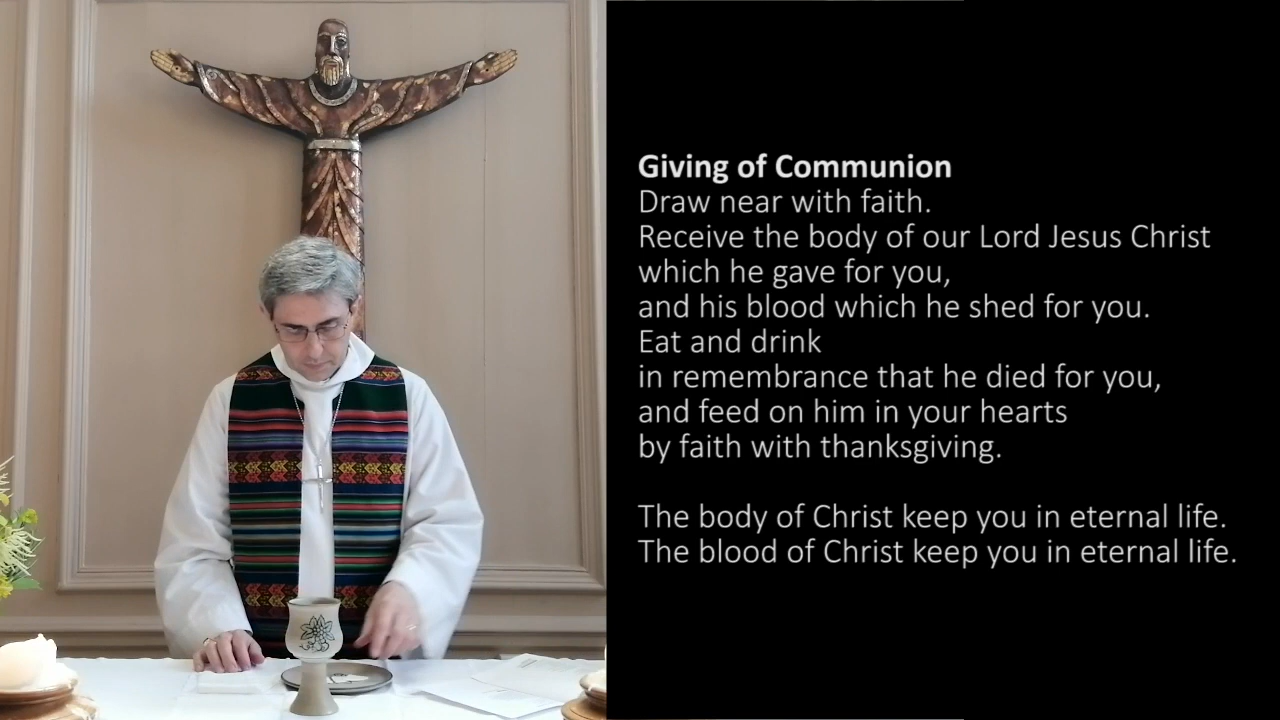 Giving of Communion
Draw near with faith.
Receive the body of our Lord Jesus Christ
which he gave for you,
and his blood which he shed for you.
Eat and drink
in remembrance that he died for you,
and feed on him in your hearts
by faith with thanksgiving.
The body of Christ keep you in eternal life.
The blood of Christ keep you in eternal life.